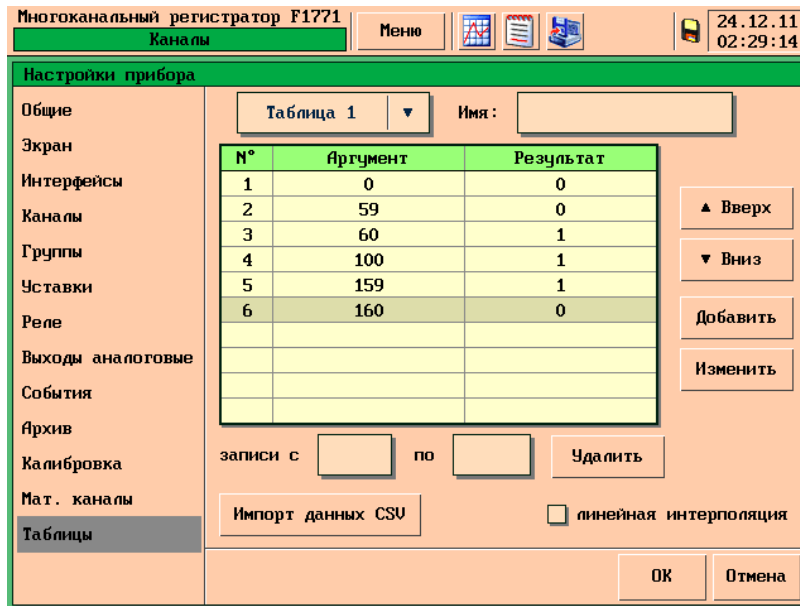 Многоканальный регистратор F1771
Каналы
Меню
24.12.11
02:29:14
Настройки прибора
Общие
Экран
Интерфейсы
Каналы
Группы
Уставки
Реле
Выходы аналоговые
События
Архив
Калибровка
Мат. каналы
Таблицы
Таблица 1 ▼ Имя:
N° Аргумент Результат
1 0 0
2 59 0
3 60 1
4 100 1
5 159 1
6 160 0
▲ Вверх
▼ Вниз
Добавить
Изменить
записи с по Удалить
Импорт данных CSV линейная интерполяция
ОК Отмена